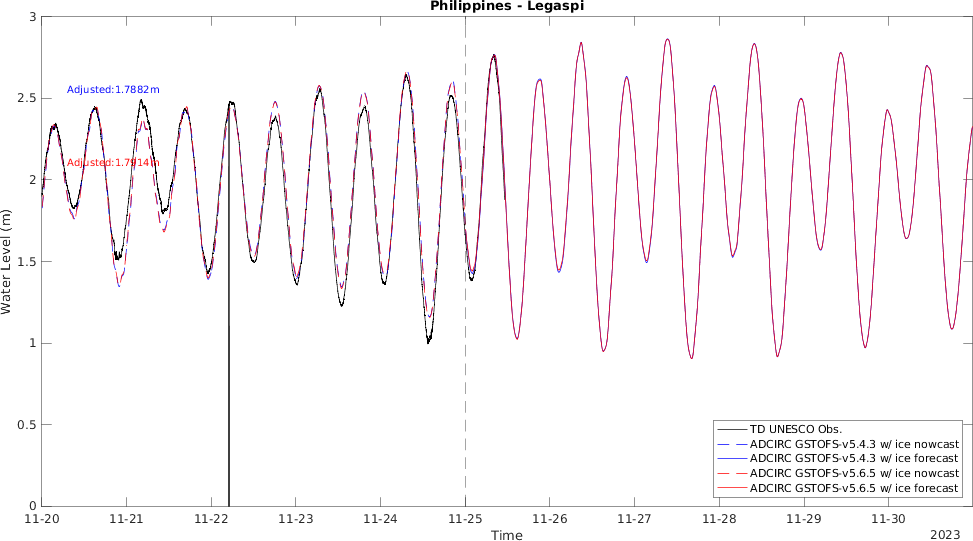 Philippines - Legaspi
3
2.5
2
1.5
1
0.5
0
Water Level (m)
Adjusted:1.7882m
Adjusted:1.7914m
TD UNESCO Obs.
ADCIRC GSTOFS-v5.4.3 w/ ice nowcast
ADCIRC GSTOFS-v5.4.3 w/ ice forecast
ADCIRC GSTOFS-v5.6.5 w/ ice nowcast
ADCIRC GSTOFS-v5.6.5 w/ ice forecast
11-20 11-21 11-22 11-23 11-24 11-25 11-26 11-27 11-28 11-29 11-30
Time
2023